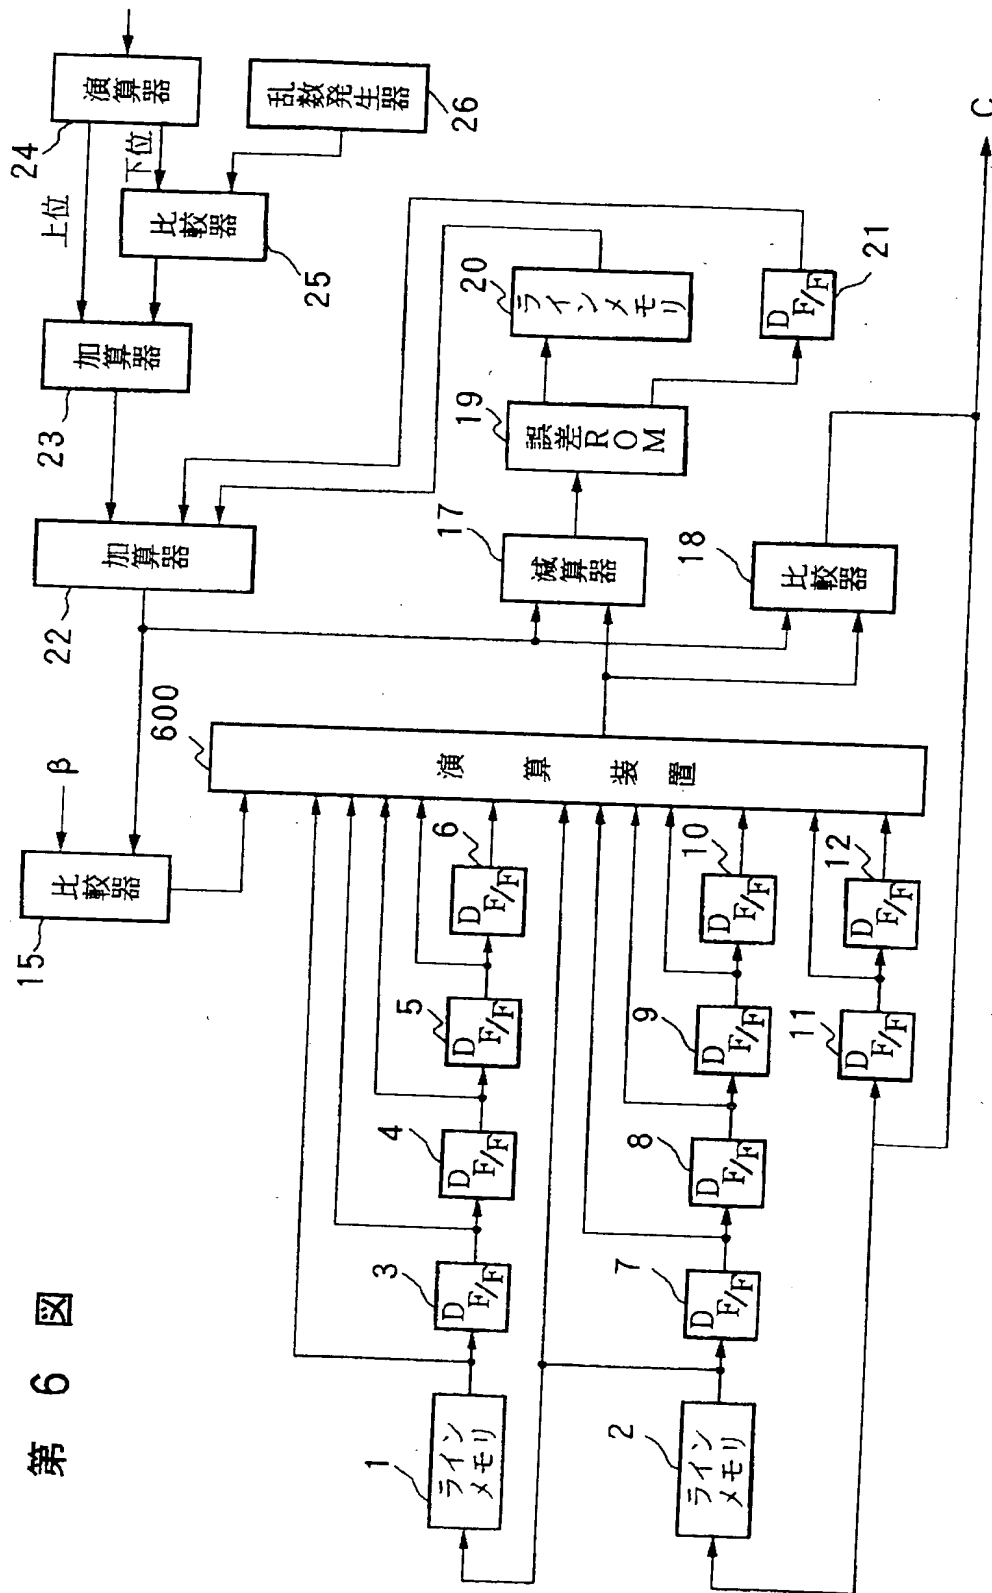 第 6 図
1
ライン
メモリ
2
ライン
メモリ
3
D
F/F
4
D
F/F
5
D
F/F
6
D
F/F
7
D
F/F
8
D
F/F
9
D
F/F
10
D
F/F
11
D
F/F
12
D
F/F
15
比較器
β
600
演算装置
22
加算器
23
加算器
24
演算器
上位
下位
25
比較器
26
乱数発生器
17
減算器
18
比較器
19
誤差ROM
20
ラインメモリ
21
D
F/F
C